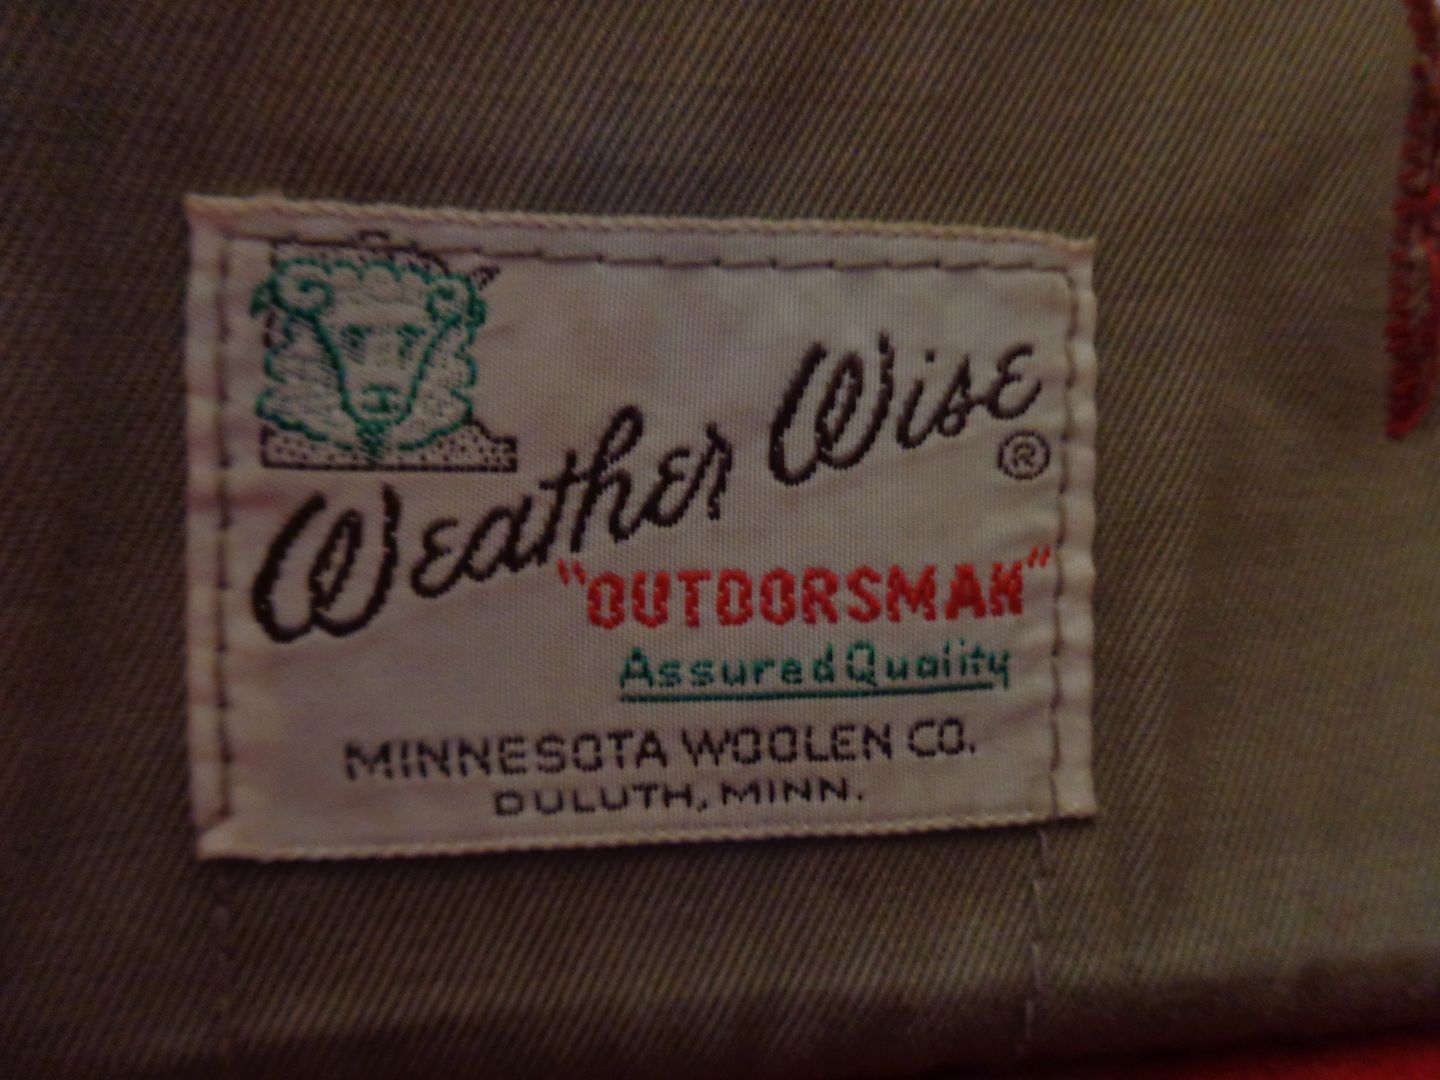 Weather Wise ®
"OUTDOORSMAN"
Assured Quality
MINNESOTA WOOLEN CO.
DULUTH, MINN.